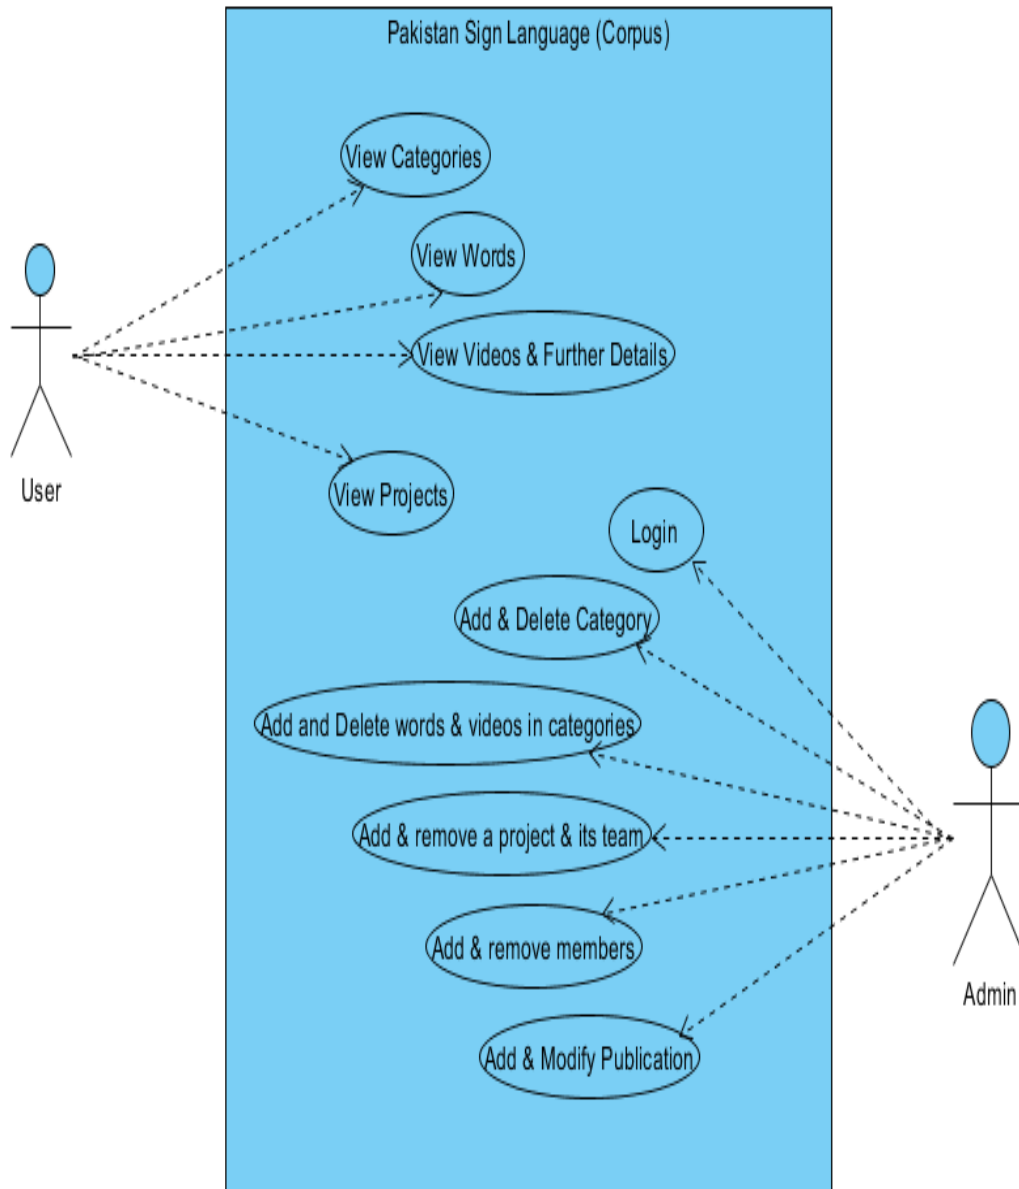 Pakistan Sign Language (Corpus)
View Categories
View Words
View Videos & Further Details
User
View Projects
Login
Add & Delete Category
Add and Delete words & videos in categories
Add & remove a project & its team
Add & remove members
Admin
Add & Modify Publication